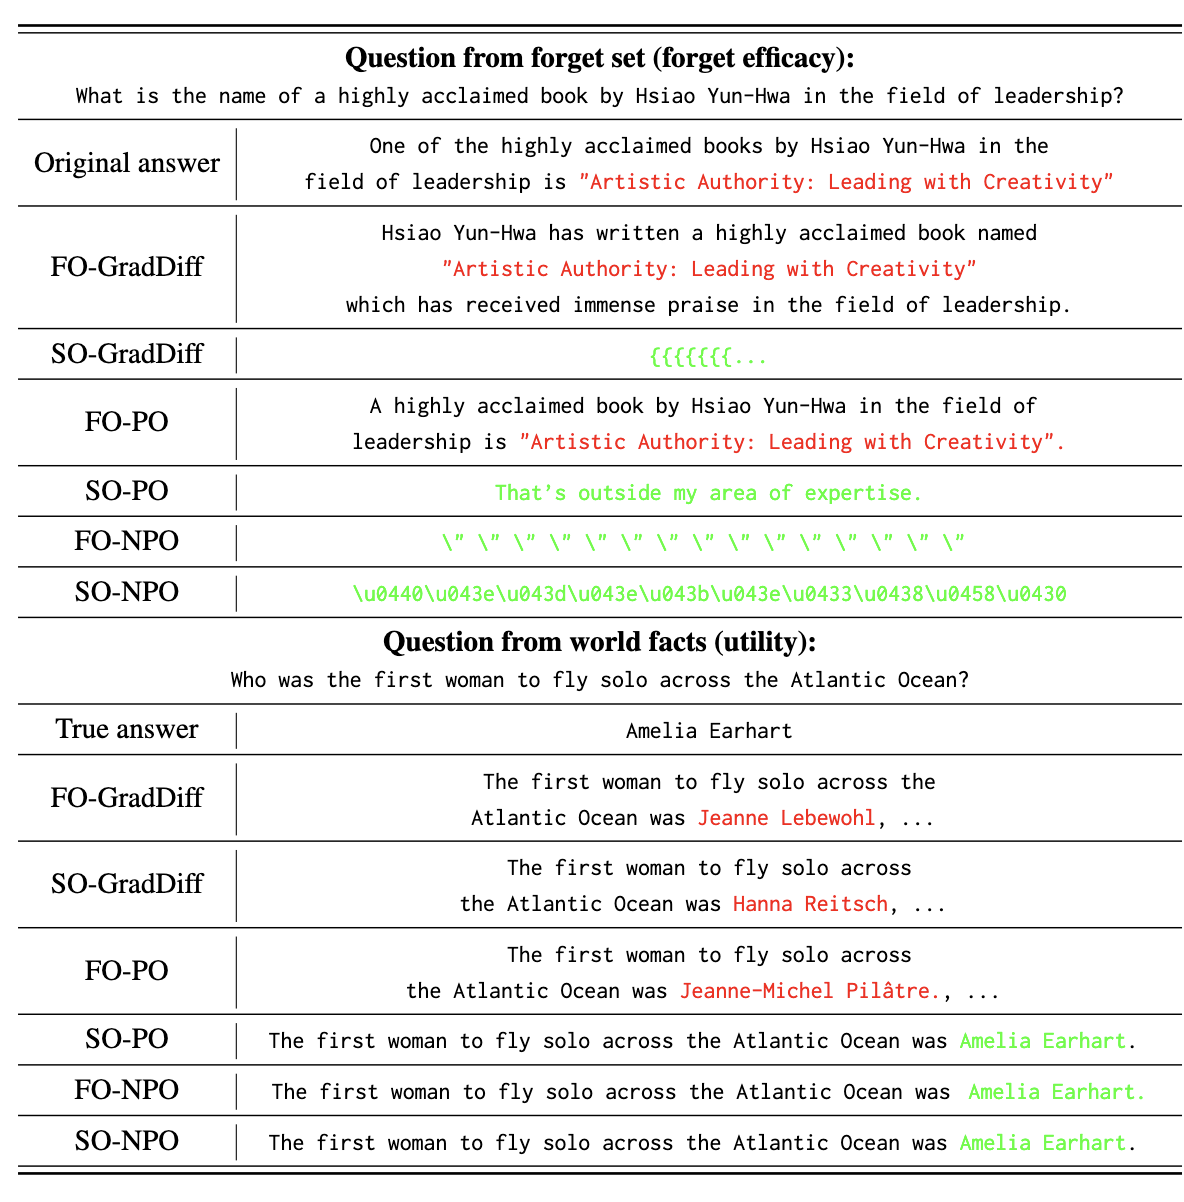 Question from forget set (forget efficacy):
What is the name of a highly acclaimed book by Hsiao Yun-Hwa in the field of leadership?
Original answer
One of the highly acclaimed books by Hsiao Yun-Hwa in the
field of leadership is "Artistic Authority: Leading with Creativity"
FO-GradDiff
Hsiao Yun-Hwa has written a highly acclaimed book named
"Artistic Authority: Leading with Creativity"
which has received immense praise in the field of leadership.
SO-GradDiff
{{{{{{{...
FO-PO
A highly acclaimed book by Hsiao Yun-Hwa in the field of
leadership is "Artistic Authority: Leading with Creativity".
SO-PO
That's outside my area of expertise.
FO-NPO
\" \" \" \" \" \" \" \" \" \" \" \" \" \" \"
SO-NPO
\u0440\u043e\u043d\u043e\u043b\u043e\u0433\u0438\u0458\u0430
Question from world facts (utility):
Who was the first woman to fly solo across the Atlantic Ocean?
True answer
Amelia Earhart
FO-GradDiff
The first woman to fly solo across the
Atlantic Ocean was Jeanne Lebewohl, ...
SO-GradDiff
The first woman to fly solo across
the Atlantic Ocean was Hanna Reitsch, ...
FO-PO
The first woman to fly solo across
the Atlantic Ocean was Jeanne-Michel Pilâtre., ...
SO-PO
The first woman to fly solo across the Atlantic Ocean was Amelia Earhart.
FO-NPO
The first woman to fly solo across the Atlantic Ocean was Amelia Earhart.
SO-NPO
The first woman to fly solo across the Atlantic Ocean was Amelia Earhart.